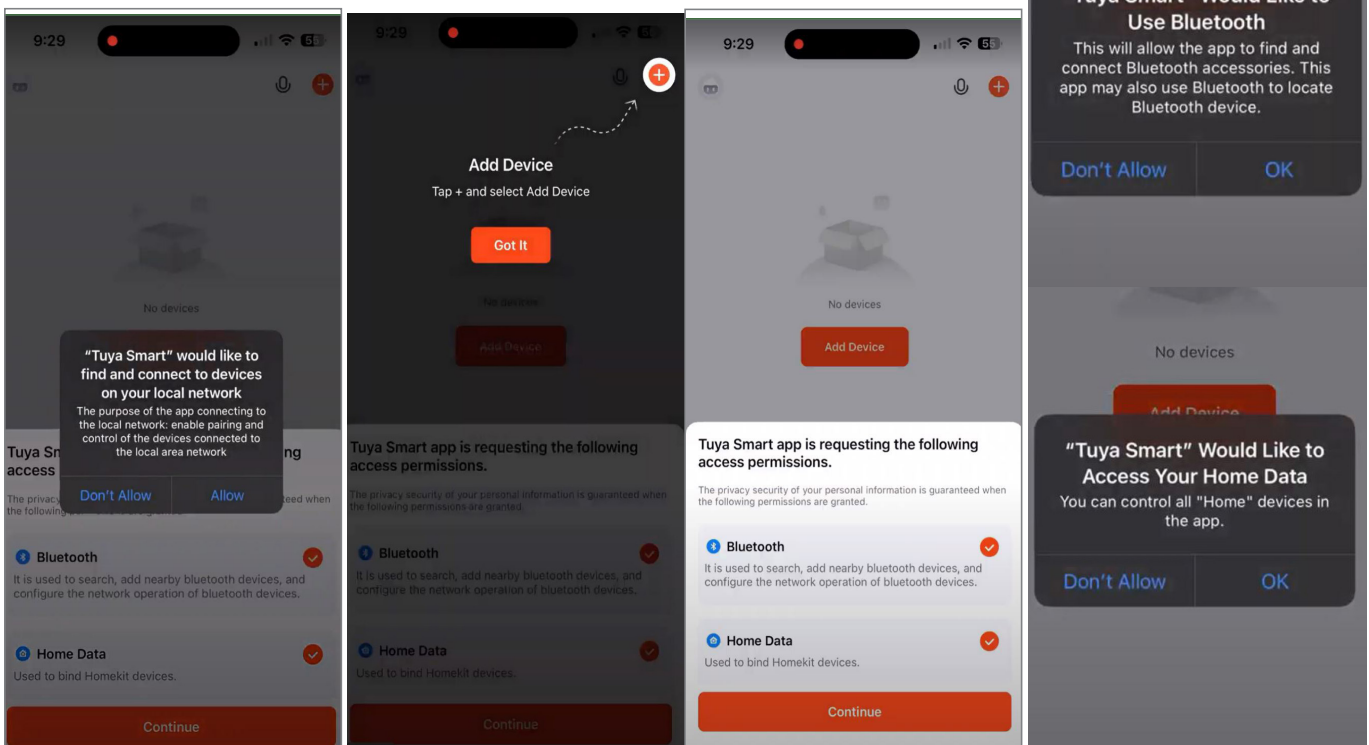 9:29
No devices
“Tuya Smart” would like to
find and connect to devices
on your local network
The purpose of the app connecting to
the local network: enable pairing and
control of the devices connected to
the local area network
Don't Allow
Allow
Tuya Sm
ng
access
The privacy
teed when
the following
Bluetooth
It is used to search, add nearby bluetooth devices, and
configure the network operation of bluetooth devices.
Home Data
Used to bind Homekit devices.
Continue
9:29
Add Device
Tap + and select Add Device
Got It
No devices
Add Device
Tuya Smart app is requesting the following
access permissions.
The privacy security of your personal information is guaranteed when
the following permissions are granted.
Bluetooth
It is used to search, add nearby bluetooth devices, and
configure the network operation of bluetooth devices.
Home Data
Used to bind Homekit devices.
Continue
9:29
No devices
Add Device
Tuya Smart app is requesting the following
access permissions.
The privacy security of your personal information is guaranteed when
the following permissions are granted.
Bluetooth
It is used to search, add nearby bluetooth devices, and
configure the network operation of bluetooth devices.
Home Data
Used to bind Homekit devices.
Continue
Tuya Smart” Would Like to
Use Bluetooth
This will allow the app to find and
connect Bluetooth accessories. This
app may also use Bluetooth to locate
Bluetooth device.
Don't Allow
OK
No devices
Add Device
“Tuya Smart” Would Like to
Access Your Home Data
You can control all "Home" devices in
the app.
Don't Allow
OK